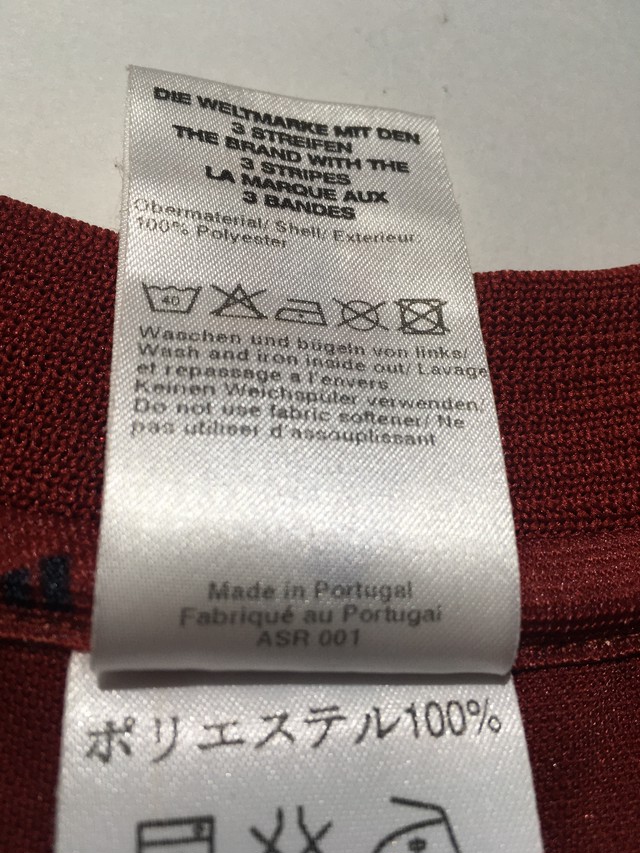 DIE WELTMARKE MIT DEN
3 STREIFEN
THE BRAND WITH THE
3 STRIPES
LA MARQUE AUX
3 BANDES
Obermaterial/ Shell/ Exterieur
100% Polyester
40
Waschen und bügeln von links/
Wash and iron inside out/ Lavage
et repassage a l'envers
Keinen Weichspüler verwenden.
Do not use fabric softener/ Ne
pas utiliser d'assouplissant
Made in Portugal
Fabriqué au Portugal
ASR 001
ポリエステル100%